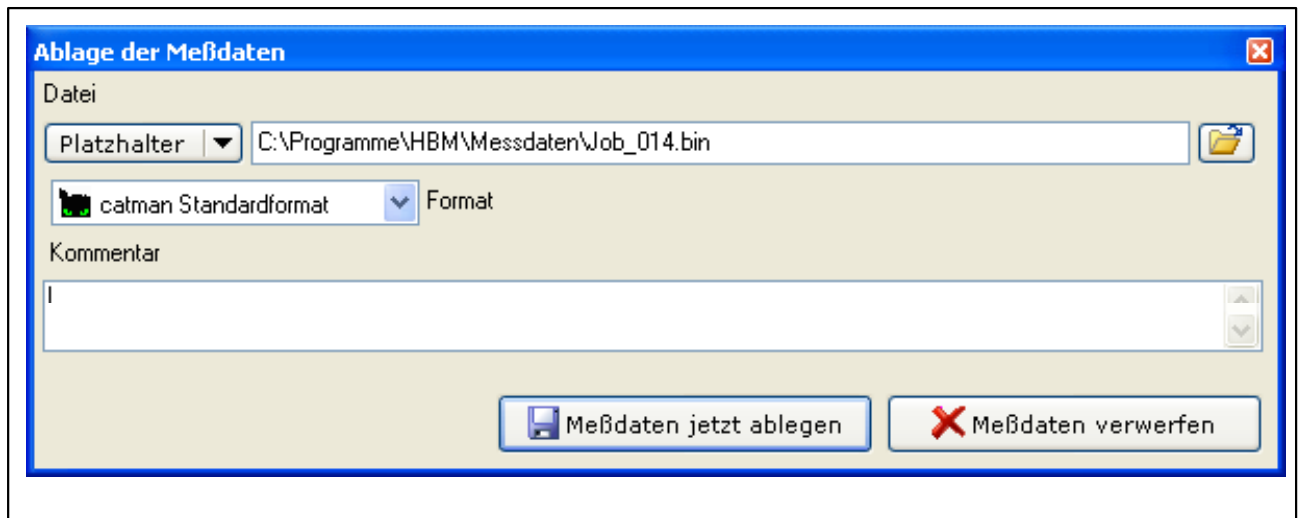 Ablage der Meßdaten
Datei
Platzhalter C:\Programme\HBM\Messdaten\Job_014.bin
catman Standardformat Format
Kommentar
Meßdaten jetzt ablegen Meßdaten verwerfen